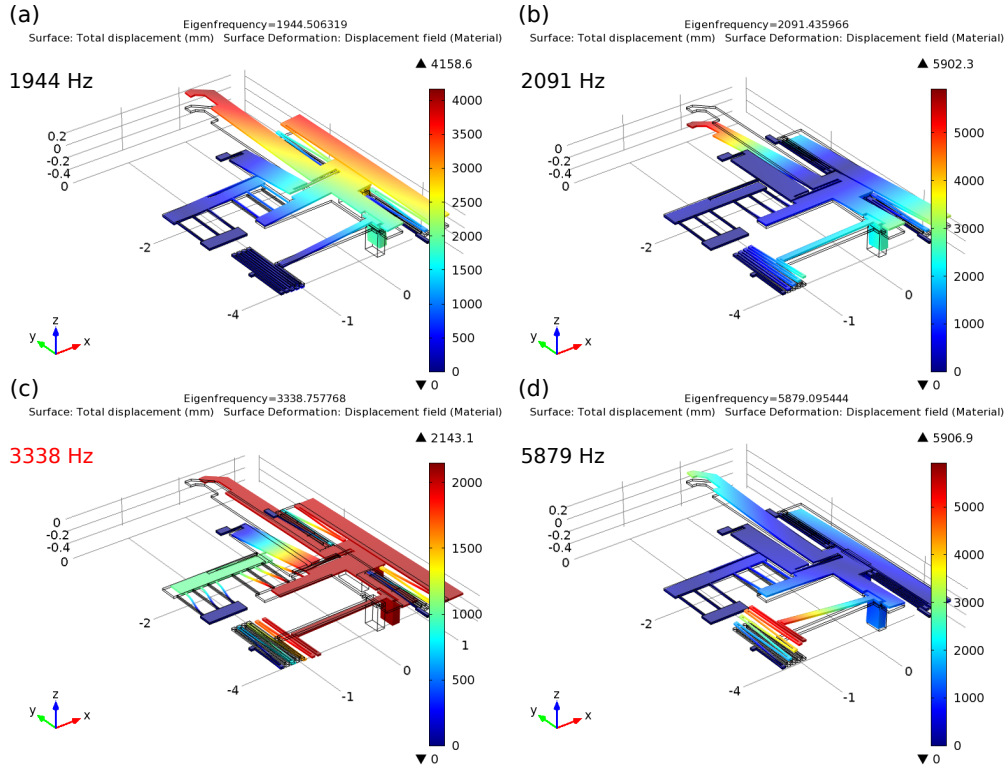 (a)
Eigenfrequency=1944.506319
Surface: Total displacement (mm) Surface Deformation: Displacement field (Material)
1944 Hz
▲ 4158.6
4000
3500
3000
2500
2000
1500
1000
500
0
▼ 0
0.2
0
-0.2
-0.4
0
-2
-4
0
-1
z
y
x
(b)
Eigenfrequency=2091.435966
Surface: Total displacement (mm) Surface Deformation: Displacement field (Material)
2091 Hz
▲ 5902.3
5000
4000
3000
2000
1000
0
▼ 0
0.2
0
-0.2
-0.4
0
-2
-4
0
-1
z
y
x
(c)
Eigenfrequency=3338.757768
Surface: Total displacement (mm) Surface Deformation: Displacement field (Material)
3338 Hz
▲ 2143.1
2000
1500
1000
1
500
0
▼ 0
0
-0.2
-0.4
0
-2
-4
0
-1
z
y
x
(d)
Eigenfrequency=5879.095444
Surface: Total displacement (mm) Surface Deformation: Displacement field (Material)
5879 Hz
▲ 5906.9
5000
4000
3000
2000
1000
0
▼ 0
0.2
0
-0.2
-0.4
0
-2
-4
0
-1
z
y
x